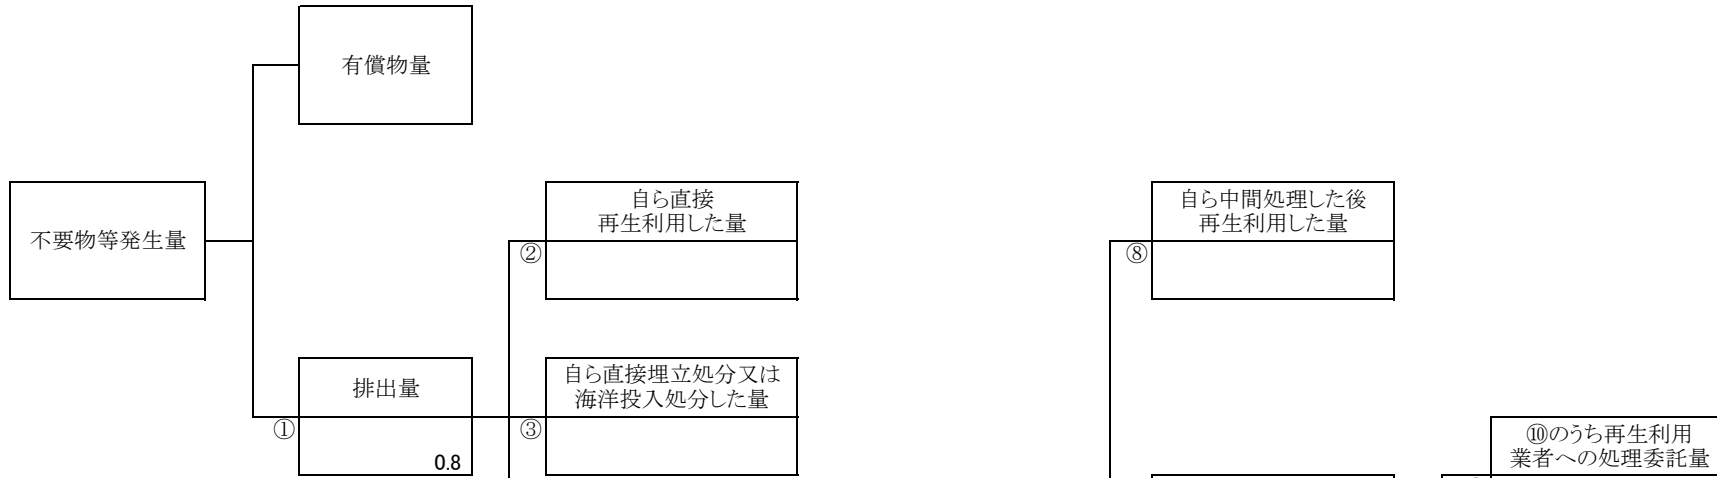 有償物量
不要物等発生量
自ら直接
再生利用した量
②
自ら中間処理した後
再生利用した量
⑧
排出量
①
0.8
自ら直接埋立処分又は
海洋投入処分した量
③
⑩のうち再生利用
業者への処理委託量